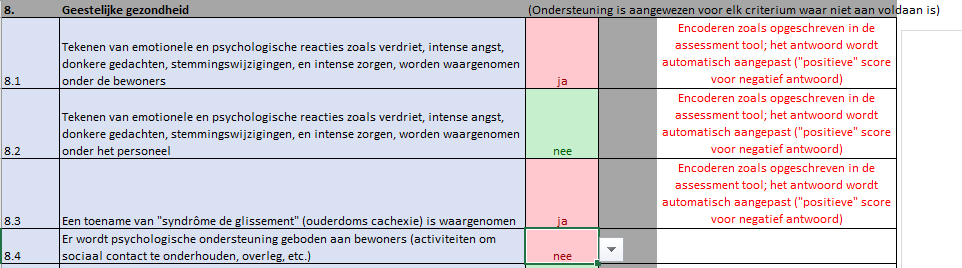 8. Geestelijke gezondheid (Ondersteuning is aangewezen voor elk criterium waar niet aan voldaan is)
Tekenen van emotionele en psychologische reacties zoals verdriet, intense angst,
donkere gedachten, stemmingswijzigingen, en intense zorgen, worden waargenomen
8.1 onder de bewoners ja
Encoderen zoals opgeschreven in de
assessment tool; het antwoord wordt
automatisch aangepast ("positieve" score
voor negatief antwoord)
Tekenen van emotionele en psychologische reacties zoals verdriet, intense angst,
donkere gedachten, stemmingswijzigingen, en intense zorgen, worden waargenomen
8.2 onder het personeel nee
Encoderen zoals opgeschreven in de
assessment tool; het antwoord wordt
automatisch aangepast ("positieve" score
voor negatief antwoord)
8.3 Een toename van "syndrôme de glissement" (ouderdoms cachexie) is waargenomen ja
Encoderen zoals opgeschreven in de
assessment tool; het antwoord wordt
automatisch aangepast ("positieve" score
voor negatief antwoord)
Er wordt psychologische ondersteuning geboden aan bewoners (activiteiten om
8.4 sociaal contact te onderhouden, overleg, etc.) nee